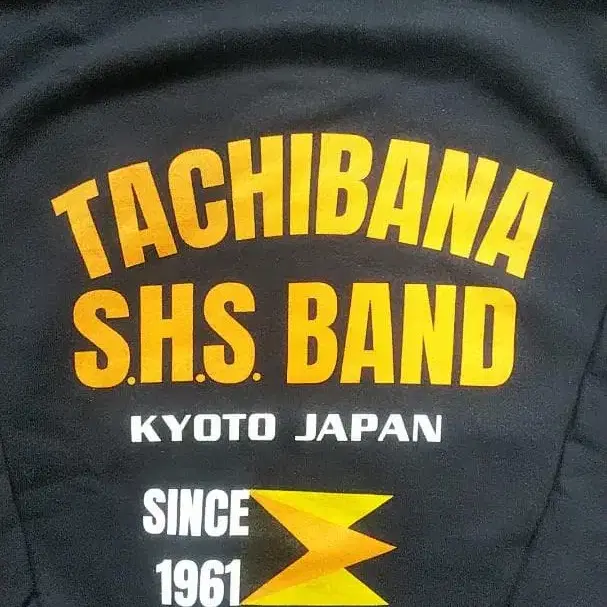 TACHIBANA
S.H.S. BAND
KYOTO JAPAN
SINCE
1961